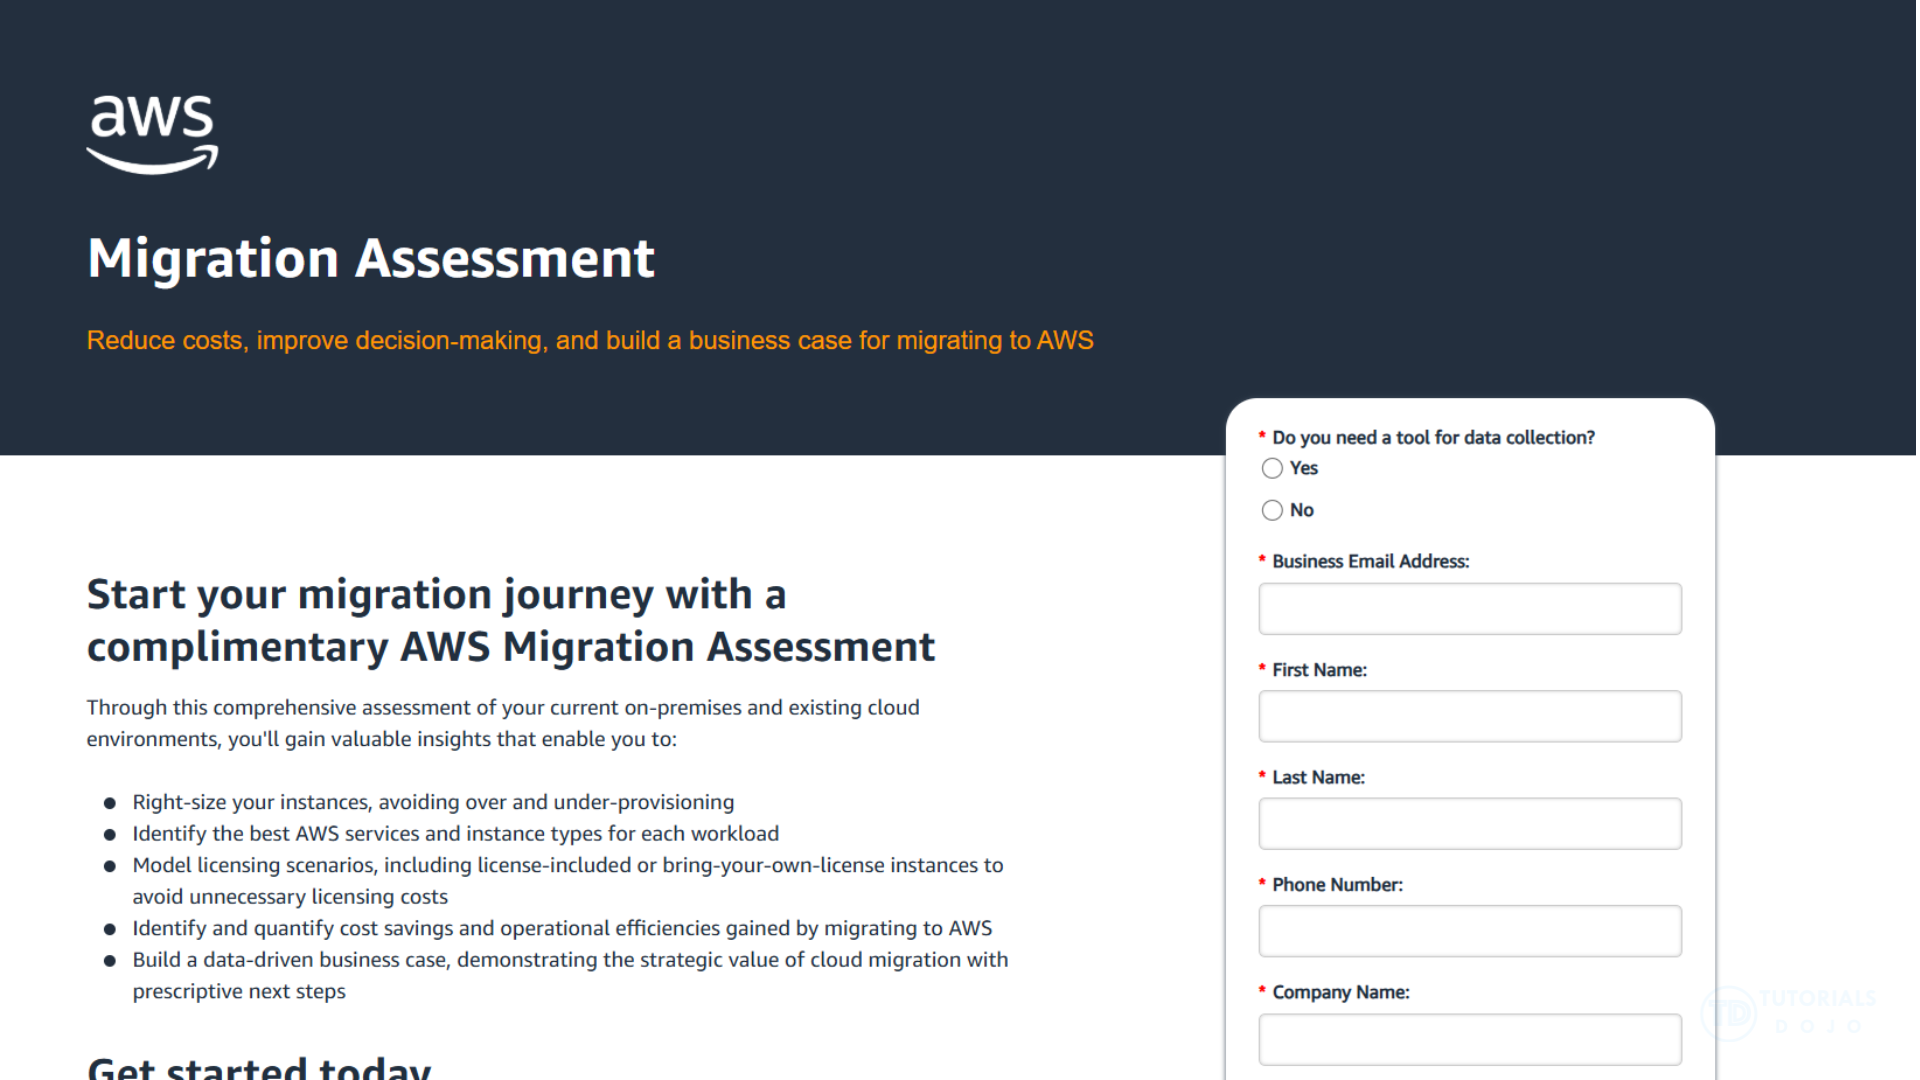 aws
Migration Assessment
Reduce costs, improve decision-making, and build a business case for migrating to AWS
Start your migration journey with a
complimentary AWS Migration Assessment
Through this comprehensive assessment of your current on-premises and existing cloud
environments, you'll gain valuable insights that enable you to:
● Right-size your instances, avoiding over and under-provisioning
● Identify the best AWS services and instance types for each workload
● Model licensing scenarios, including license-included or bring-your-own-license instances to
avoid unnecessary licensing costs
● Identify and quantify cost savings and operational efficiencies gained by migrating to AWS
● Build a data-driven business case, demonstrating the strategic value of cloud migration with
prescriptive next steps
Get started today
* Do you need a tool for data collection?
Yes
No
* Business Email Address:
* First Name:
* Last Name:
* Phone Number:
* Company Name:
TD TUTORIALS
DOJO